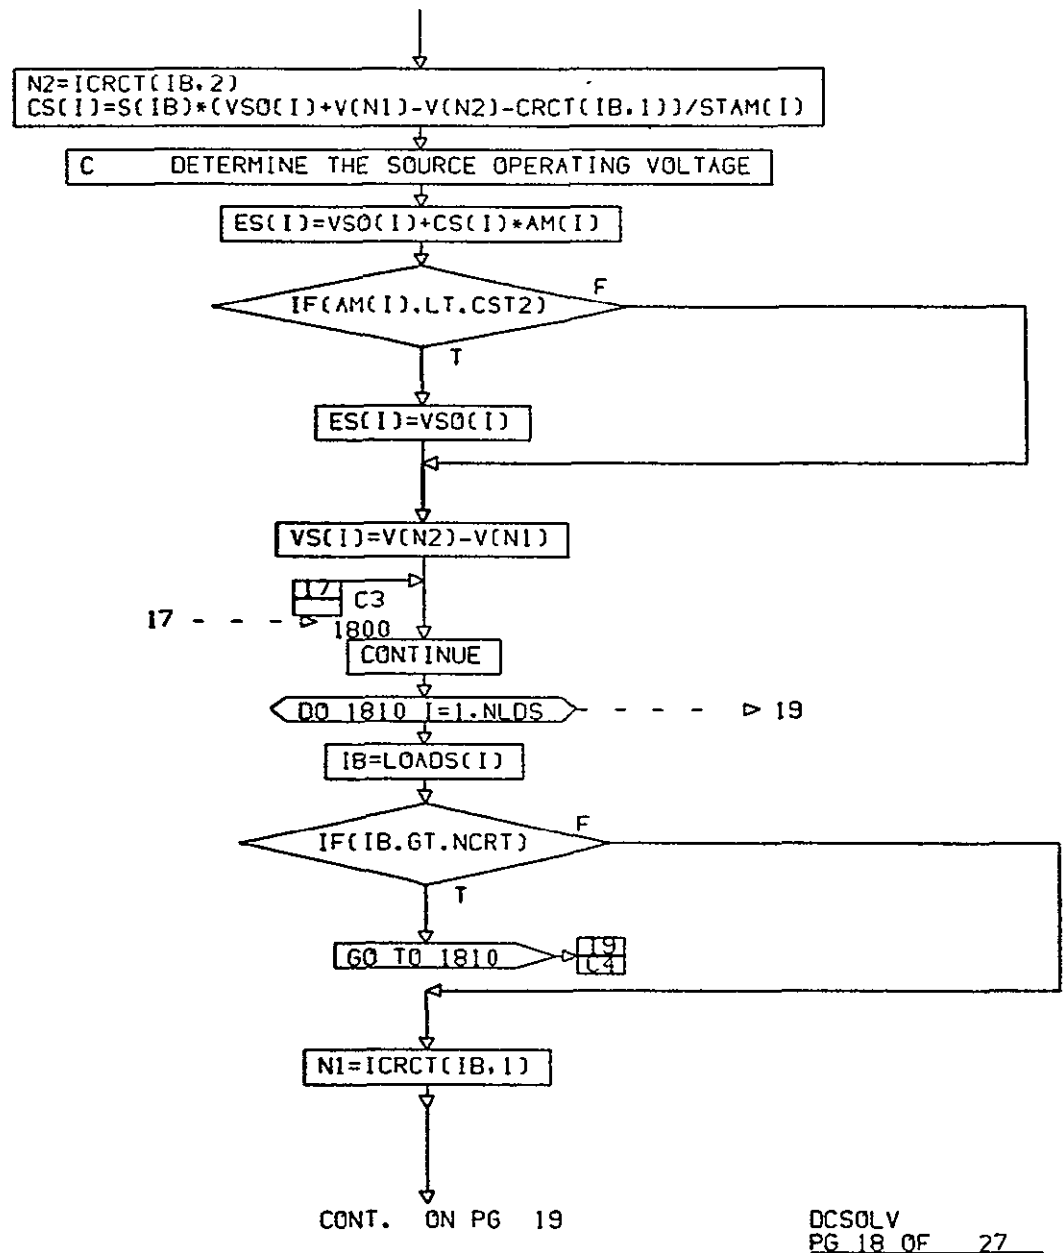 N2=ICRCT(IB.2)
CS(I)=S(IB)*(VSO(I)+V(N1)-V(N2)-CRCT(IB.1))/STAM(I)
C DETERMINE THE SOURCE OPERATING VOLTAGE
ES(I)=VSO(I)+CS(I)*AM(I)
F
IF(AM(I).LT.CST2)
T
ES(I)=VSO(I)
VS(I)=V(N2)-V(N1)
17
C3
17
1800
CONTINUE
DO 1810 I=1.NLDS
19
IB=LOADS(I)
F
IF(IB.GT.NCRT)
T
GO TO 1810
19
C4
N1=ICRCT(IB.1)
CONT. ON PG 19
DCSOLV
PG 18 OF 27